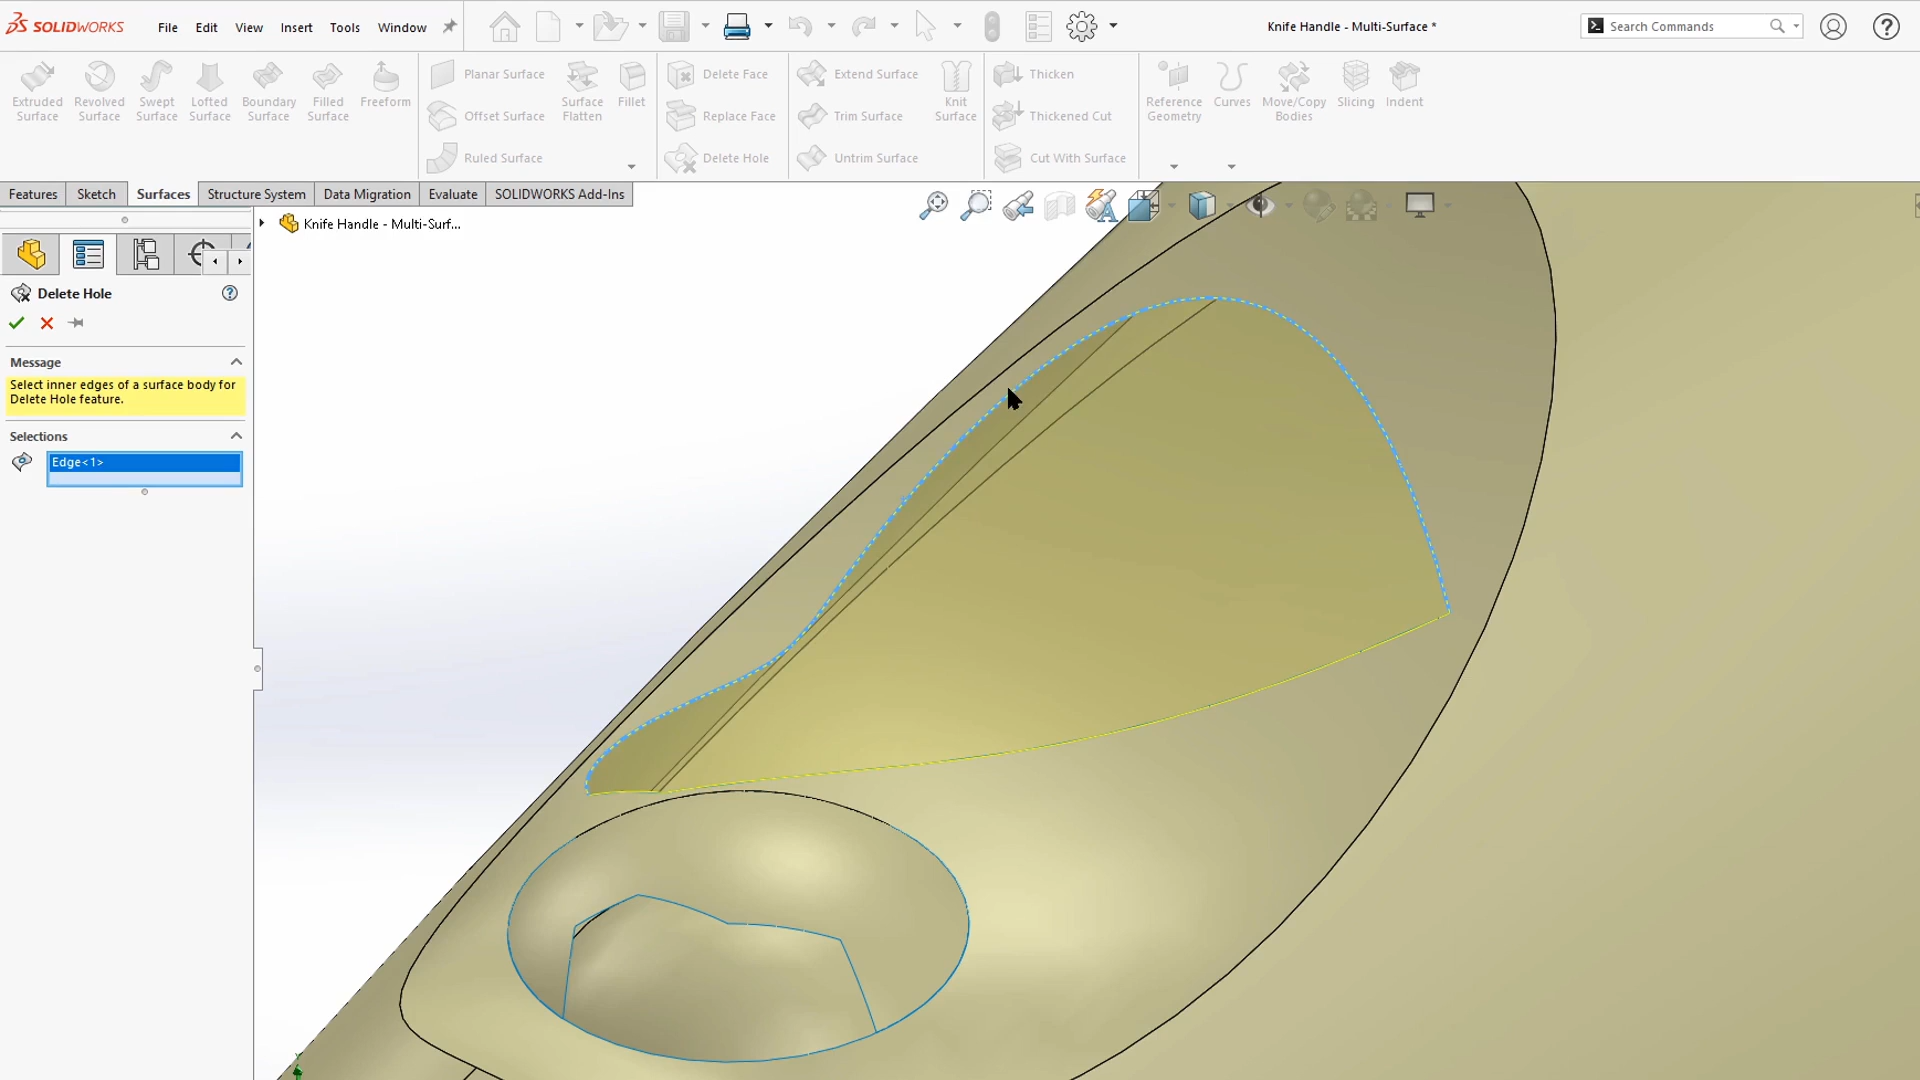 SOLIDWORKS File Edit View Insert Tools Window
Knife Handle - Multi-Surface *
Search Commands
Extruded Surface
Revolved Surface
Swept Surface
Lofted Surface
Boundary Surface
Filled Surface
Freeform
Planar Surface
Offset Surface
Ruled Surface
Surface Flatten
Fillet
Delete Face
Replace Face
Delete Hole
Extend Surface
Trim Surface
Untrim Surface
Knit Surface
Thicken
Thickened Cut
Cut With Surface
Reference Geometry
Curves
Move/Copy Bodies
Slicing
Indent
Features Sketch Surfaces Structure System Data Migration Evaluate SOLIDWORKS Add-Ins
Knife Handle - Multi-Surf...
Delete Hole
Message
Select inner edges of a surface body for
Delete Hole feature.
Selections
Edge<1>